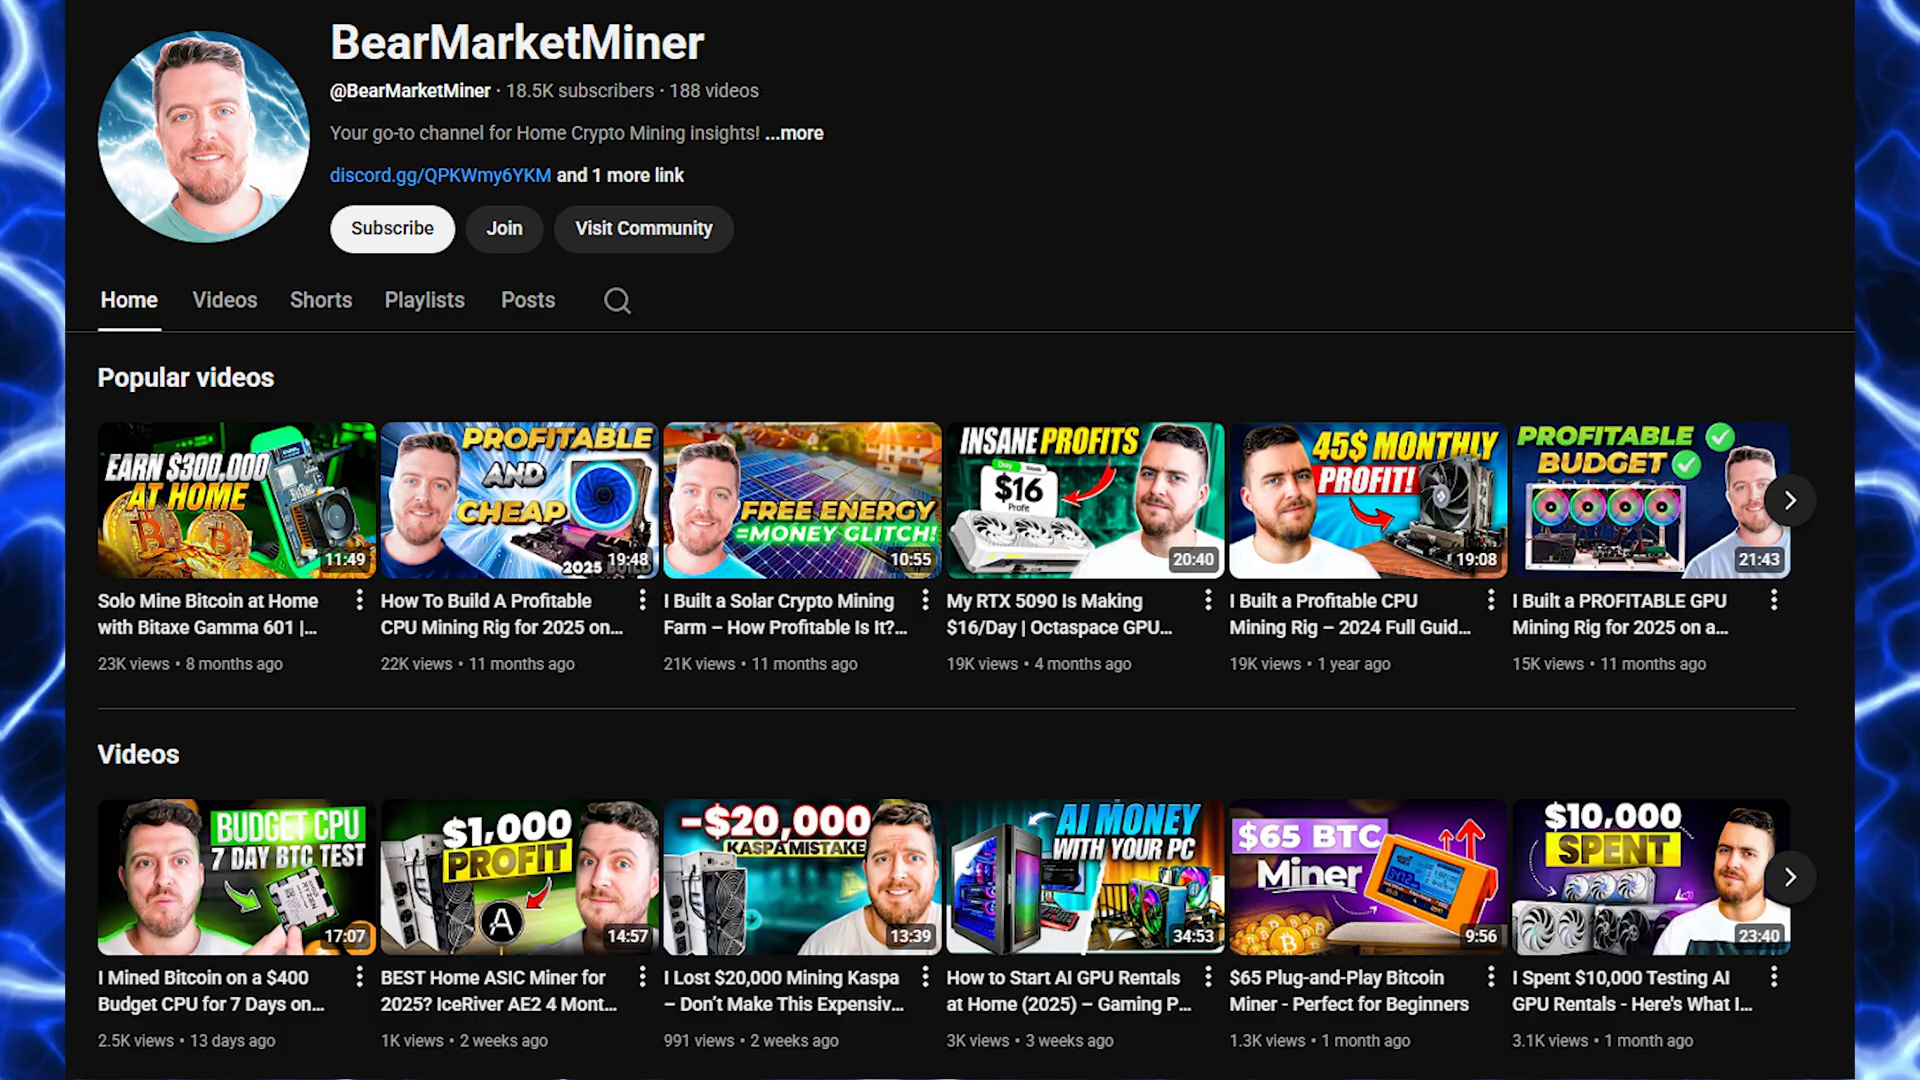 BearMarketMiner
@BearMarketMiner · 18.5K subscribers · 188 videos
Your go-to channel for Home Crypto Mining insights! ...more
discord.gg/QPKWmy6YKM and 1 more link
Subscribe
Join
Visit Community
Home
Videos
Shorts
Playlists
Posts
Popular videos
EARN $300,000
AT HOME
11:49
Solo Mine Bitcoin at Home
with Bitaxe Gamma 601 |...
23K views • 8 months ago
PROFITABLE
AND
CHEAP
2025
19:48
How To Build A Profitable
CPU Mining Rig for 2025 on...
22K views • 11 months ago
FREE ENERGY
=MONEY GLITCH!
10:55
I Built a Solar Crypto Mining
Farm – How Profitable Is It?...
21K views • 11 months ago
INSANE PROFITS
Day Week
$16
Profit
20:40
My RTX 5090 Is Making
$16/Day | Octaspace GPU...
19K views • 4 months ago
45$ MONTHLY
PROFIT!
19:08
I Built a Profitable CPU
Mining Rig – 2024 Full Guid...
19K views • 1 year ago
PROFITABLE
BUDGET
21:43
I Built a PROFITABLE GPU
Mining Rig for 2025 on a...
15K views • 11 months ago
Videos
BUDGET CPU
7 DAY BTC TEST
RYZEN
17:07
I Mined Bitcoin on a $400
Budget CPU for 7 Days on...
2.5K views • 13 days ago
$1,000
PROFIT
14:57
BEST Home ASIC Miner for
2025? IceRiver AE2 4 Mont...
1K views • 2 weeks ago
-$20,000
KASPA MISTAKE
13:39
I Lost $20,000 Mining Kaspa
– Don't Make This Expensiv...
991 views • 2 weeks ago
AI MONEY
WITH YOUR PC
34:53
How to Start AI GPU Rentals
at Home (2025) – Gaming P...
3K views • 3 weeks ago
$65 BTC
Miner
9:56
$65 Plug-and-Play Bitcoin
Miner - Perfect for Beginners
1.3K views • 1 month ago
$10,000
SPENT
23:40
I Spent $10,000 Testing AI
GPU Rentals - Here's What I...
3.1K views • 1 month ago